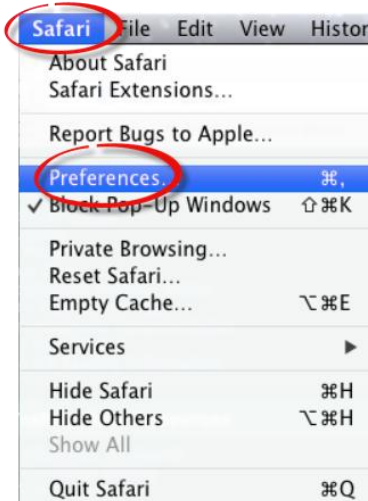 Safari File Edit View Histor
About Safari
Safari Extensions...
Report Bugs to Apple...
Preferences.. ⌘,
✓ Block Pop-Up Windows ⇧⌘K
Private Browsing...
Reset Safari...
Empty Cache... ⌥⌘E
Services ▶
Hide Safari ⌘H
Hide Others ⌥⌘H
Show All
Quit Safari ⌘Q